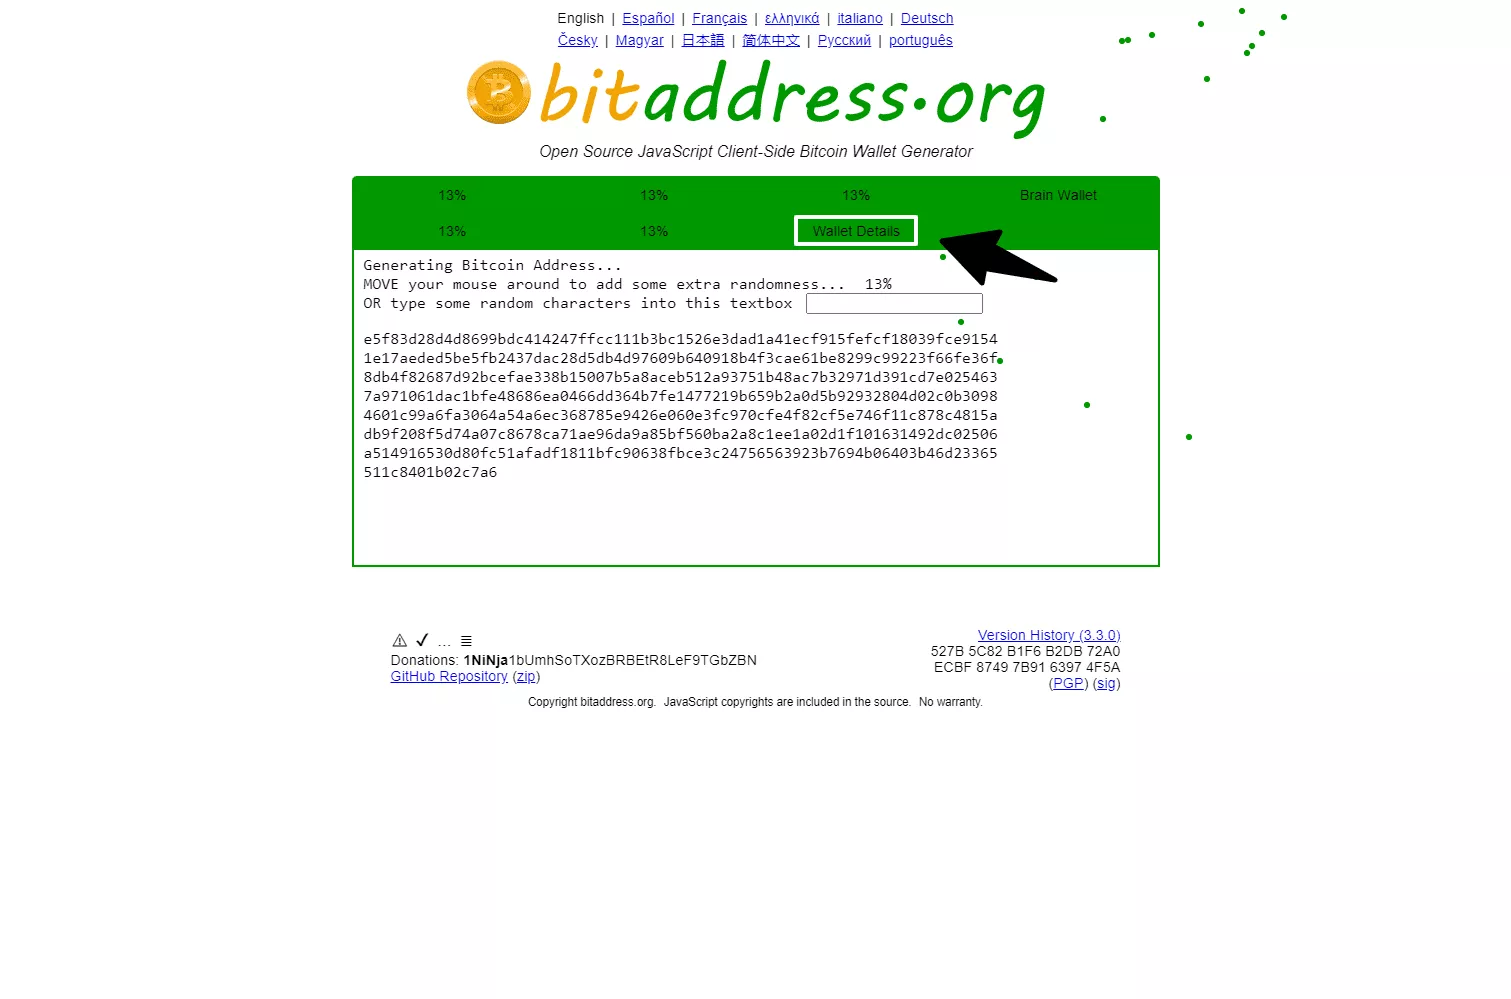 English | Español | Français | ελληνικά | italiano | Deutsch
Česky | Magyar | 日本語 | 简体中文 | Русский | português
bitaddress.org
Open Source JavaScript Client-Side Bitcoin Wallet Generator
13% 13% 13% Brain Wallet
13% 13% Wallet Details
Generating Bitcoin Address...
MOVE your mouse around to add some extra randomness... 13%
OR type some random characters into this textbox
e5f83d28d4d8699bdc414247ffcc111b3bc1526e3dad1a41ecf915fefcf18039fce9154
1e17aeded5be5fb2437dac28d5db4d97609b640918b4f3cae61be8299c99223f66fe36f
8db4f82687d92bcefae338b15007b5a8aceb512a93751b48ac7b32971d391cd7e025463
7a971061dac1bfe48686ea0466dd364b7fe1477219b659b2a0d5b92932804d02c0b3098
4601c99a6fa3064a54a6ec368785e9426e060e3fc970cfe4f82cf5e746f11c878c4815a
db9f208f5d74a07c8678ca71ae96da9a85bf560ba2a8c1ee1a02d1f101631492dc02506
a514916530d80fc51afadf1811bfc90638fbce3c24756563923b7694b06403b46d23365
511c8401b02c7a6
⚠ ✔ … ≣
Donations: 1NiNja1bUmhSoTXozBRBEtR8LeF9TGbZBN
GitHub Repository (zip)
Version History (3.3.0)
527B 5C82 B1F6 B2DB 72A0
ECBF 8749 7B91 6397 4F5A
(PGP) (sig)
Copyright bitaddress.org. JavaScript copyrights are included in the source. No warranty.